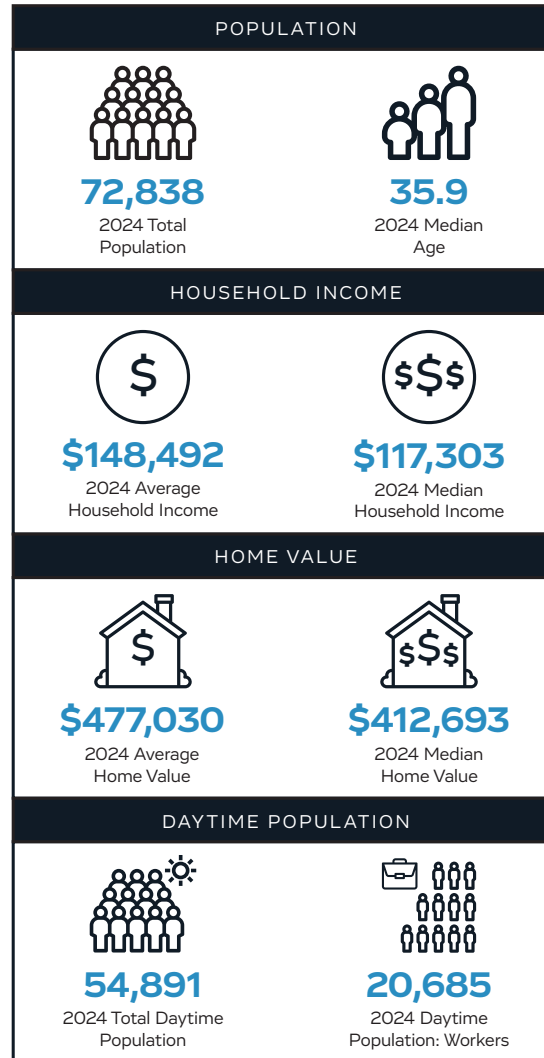 POPULATION
72,838
2024 Total
Population
35.9
2024 Median
Age
HOUSEHOLD INCOME
$
$148,492
2024 Average
Household Income
$$$
$117,303
2024 Median
Household Income
HOME VALUE
$
$477,030
2024 Average
Home Value
$$$
$412,693
2024 Median
Home Value
DAYTIME POPULATION
54,891
2024 Total Daytime
Population
20,685
2024 Daytime
Population: Workers